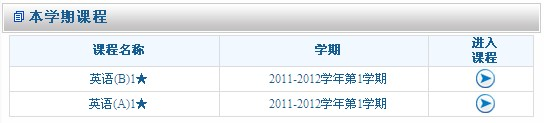 本学期课程
课程名称 学期 进入
课程
英语(B)1★ 2011-2012学年第1学期
英语(A)1★ 2011-2012学年第1学期